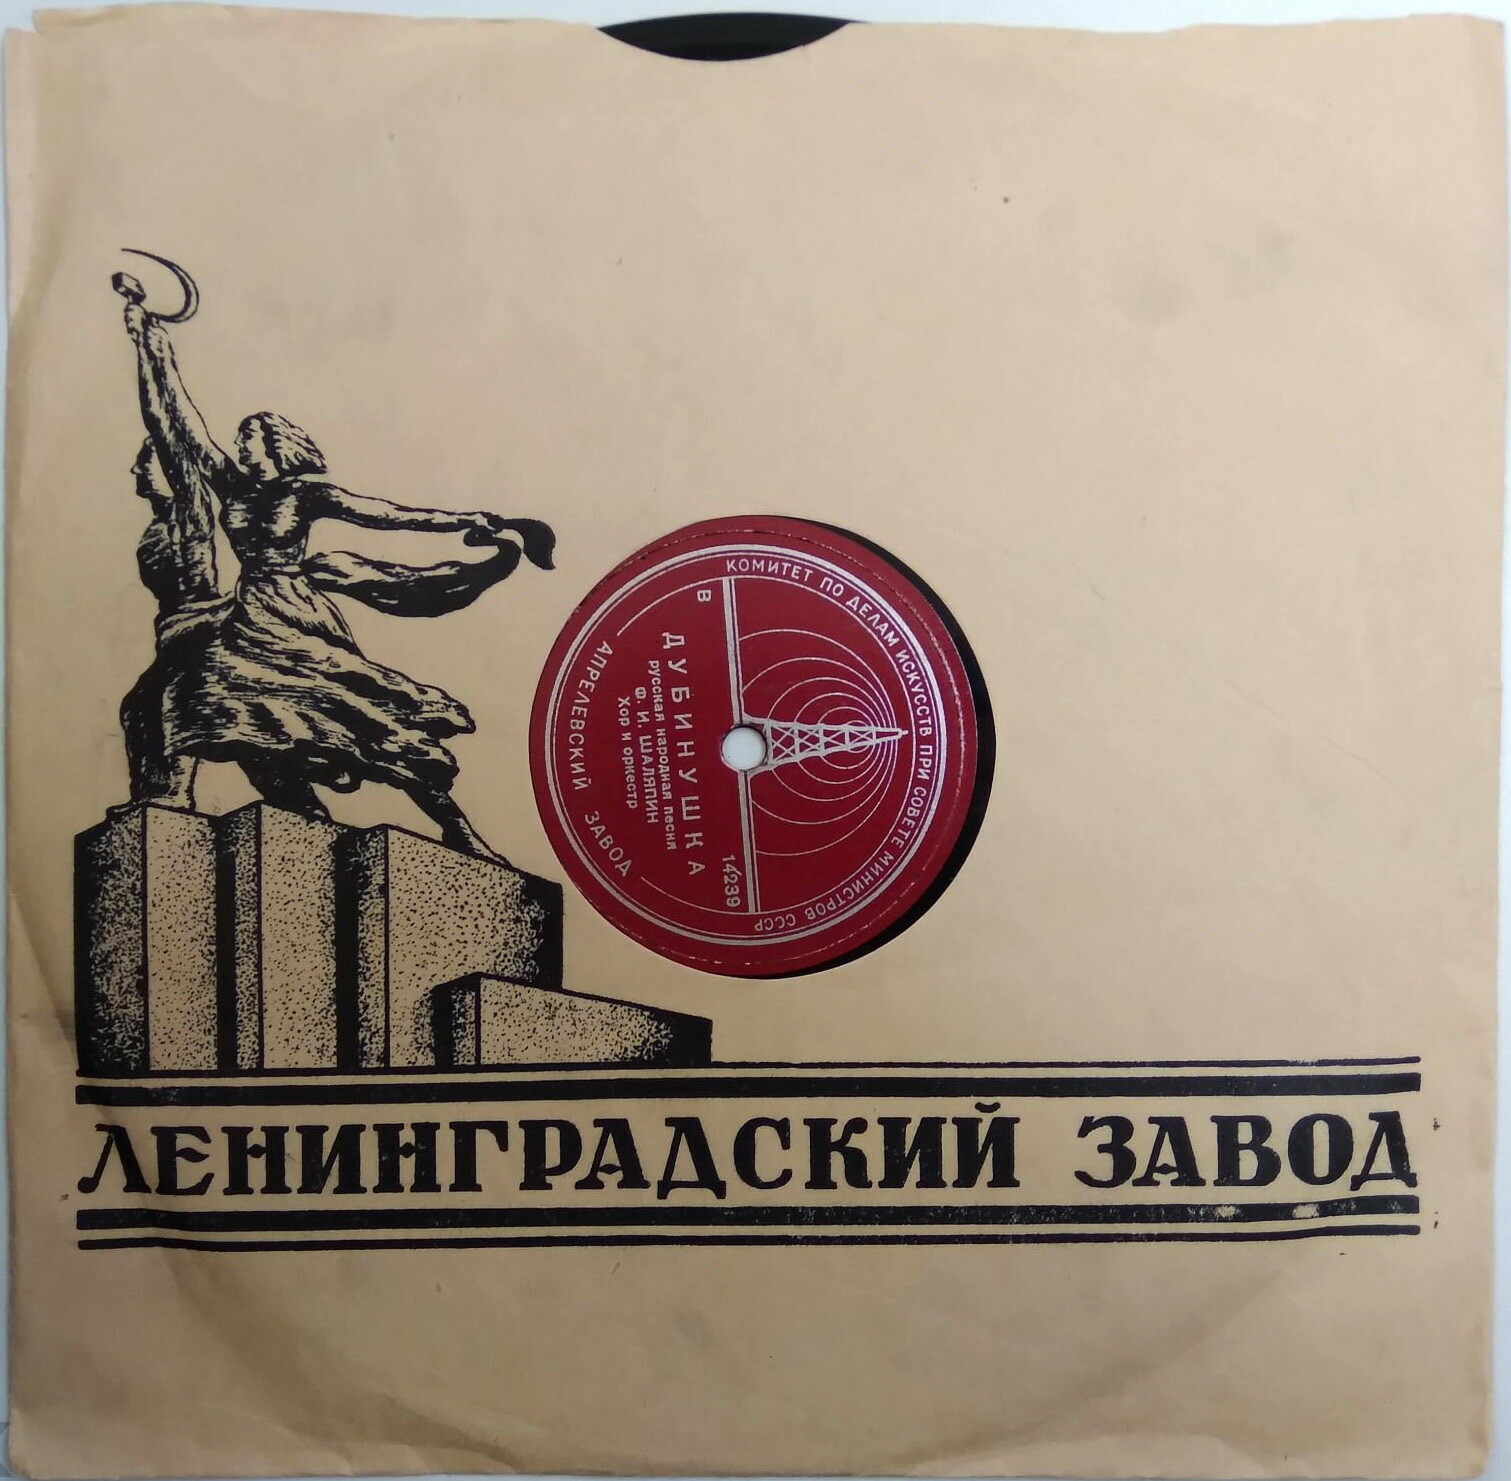 КОМИТЕТ ПО ДЕЛАМ ИСКУССТВ ПРИ СОВЕТЕ МИНИСТРОВ СССР
В
14239
ДУБИНУШКА
русская народная песня
Ф. И. ШАЛЯПИН
Хор и оркестр
АПРЕЛЕВСКИЙ ЗАВОД
ЛЕНИНГРАДСКИЙ ЗАВОД